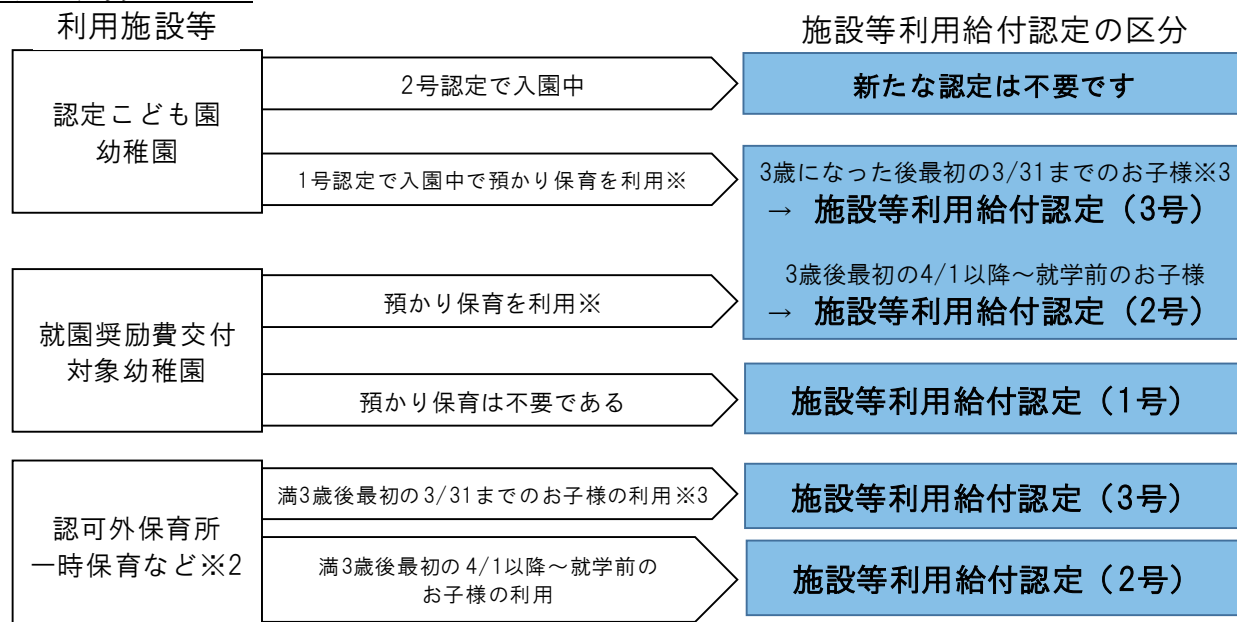 利用施設等
施設等利用給付認定の区分
認定こども園
幼稚園
2号認定で入園中
新たな認定は不要です
1号認定で入園中で預かり保育を利用※
3歳になった後最初の3/31までのお子様※3
→ 施設等利用給付認定（3号）
3歳後最初の4/1以降～就学前のお子様
→ 施設等利用給付認定（2号）
就園奨励費交付
対象幼稚園
預かり保育を利用※
預かり保育は不要である
施設等利用給付認定（1号）
認可外保育所
一時保育など※2
満3歳後最初の3/31までのお子様の利用※3
施設等利用給付認定（3号）
満3歳後最初の4/1以降～就学前の
お子様の利用
施設等利用給付認定（2号）